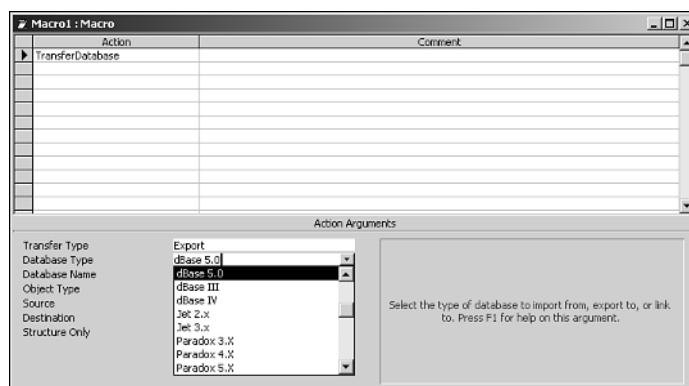 Macro1 : Macro
Action Comment
TransferDatabase
Action Arguments
Transfer Type Export
Database Type dBase 5.0
Database Name dBase 5.0
Object Type dBase III
Source dBase IV
Destination Jet 2.x
Structure Only Jet 3.x
Paradox 3.X
Paradox 4.X
Paradox 5.X
Select the type of database to import from, export to, or link
to. Press F1 for help on this argument.